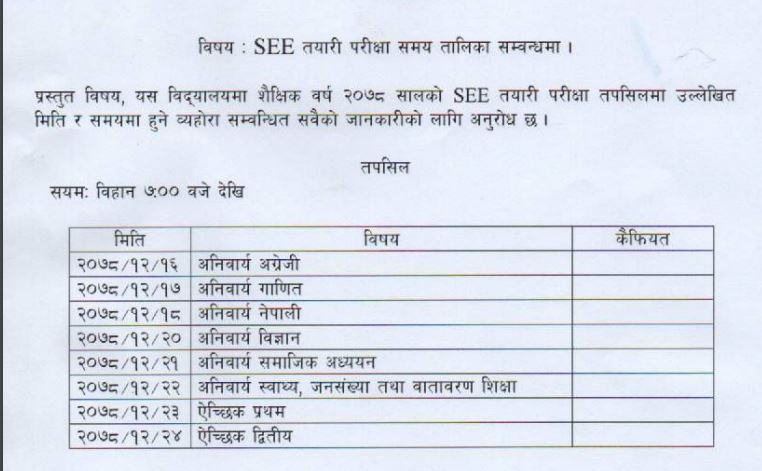 विषय : SEE तयारी परीक्षा समय तालिका सम्बन्धमा ।
प्रस्तुत विषय, यस विद्यालयमा शैक्षिक वर्ष २०७८ सालको SEE तयारी परीक्षा तपसिलमा उल्लेखित
मिति र समयमा हुने व्यहोरा सम्वन्धित सवैको जानकारीको लागि अनुरोध छ ।
तपसिल
सयम: विहान ७:०० वजे देखि
मिति विषय कैफियत
२०७८/१२/१६ अनिवार्य अग्रेजी
२०७८/१२/१७ अनिवार्य गाणित
२०७८/१२/१८ अनिवार्य नेपाली
२०७८/१२/२० अनिवार्य विज्ञान
२०७८/१२/२१ अनिवार्य समाजिक अध्ययन
२०७८/१२/२२ अनिवार्य स्वाथ्य, जनसंख्या तथा वातावरण शिक्षा
२०७८/१२/२३ ऐच्छिक प्रथम
२०७८/१२/२४ ऐच्छिक द्वितीय